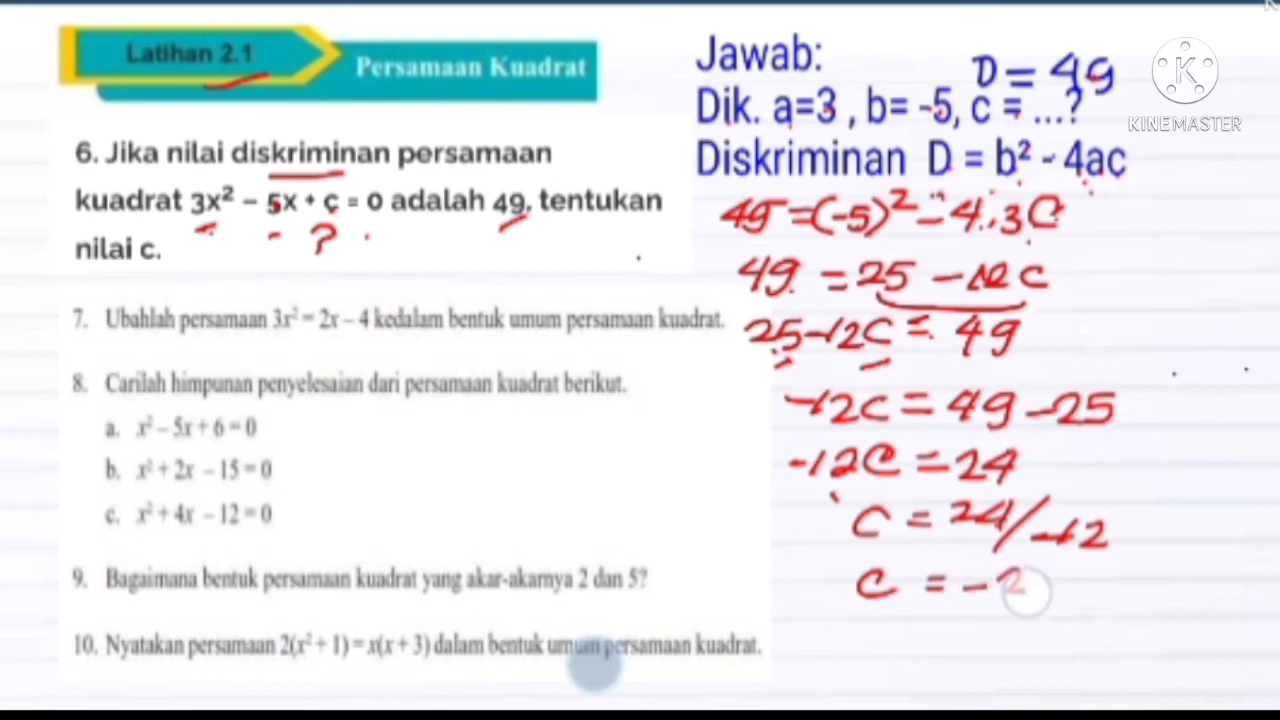 Latihan 2.1
Persamaan Kuadrat
6. Jika nilai diskriminan persamaan
kuadrat 3x² – 5x + c = 0 adalah 49. tentukan
nilai c.
?
7. Ubahlah persamaan 3x² = 2x – 4 kedalam bentuk umum persamaan kuadrat.
8. Carilah himpunan penyelesaian dari persamaan kuadrat berikut.
a. x² – 5x + 6 = 0
b. x² + 2x – 15 = 0
c. x² + 4x – 12 = 0
9. Bagaimana bentuk persamaan kuadrat yang akar-akarnya 2 dan 5?
10. Nyatakan persamaan 2(x² + 1) = x(x + 3) dalam bentuk umum persamaan kuadrat.
Jawab:
D = 49
Dik. a=3 , b= -5, c = ...?
Diskriminan D = b² - 4ac
49 = (-5)² - 4.3C
49 = 25 - 12C
25 - 12C = 49
-12C = 49 - 25
-12C = 24
C = 24/-12
C = -2
K
KINEMASTER